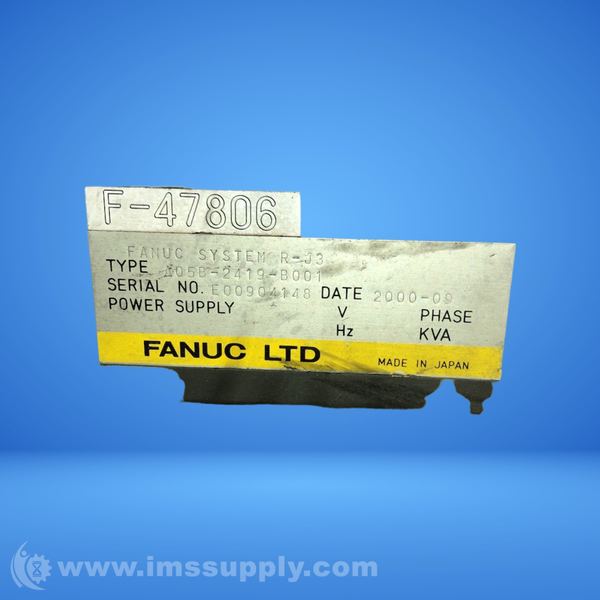 F-47806
FANUC SYSTEM R-J3
TYPE A05B-2419-B001
SERIAL NO. E00904148 DATE 2000-09
POWER SUPPLY V PHASE
Hz KVA
FANUC LTD MADE IN JAPAN
www.imssupply.com